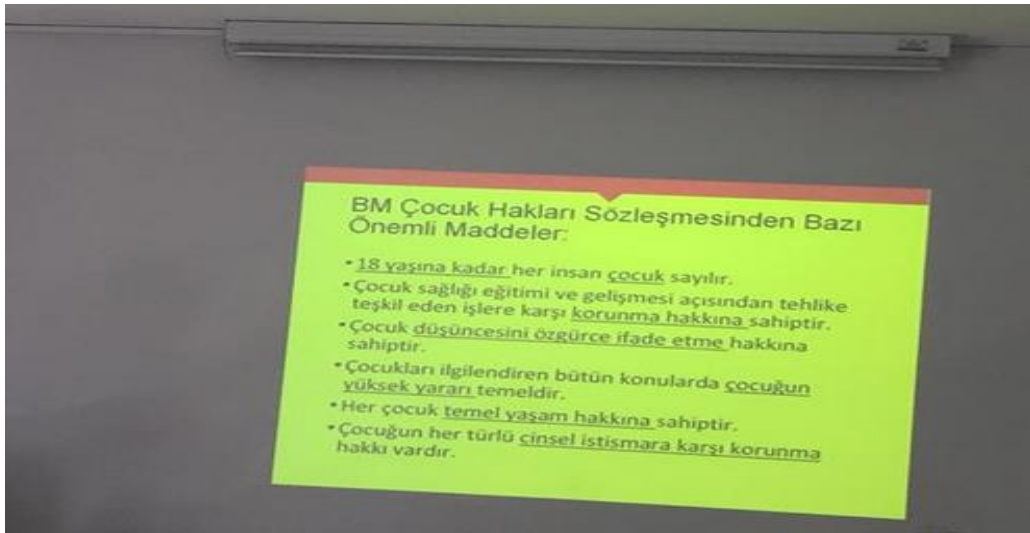 BM Çocuk Hakları Sözleşmesinden Bazı
Önemli Maddeler:
•18 yaşına kadar her insan çocuk sayılır.
•Çocuk sağlığı eğitimi ve gelişmesi açısından tehlike
teşkil eden işlere karşı korunma hakkına sahiptir.
•Çocuk düşüncesini özgürce ifade etme hakkına
sahiptir.
•Çocukları ilgilendiren bütün konularda çocuğun
yüksek yararı temeldir.
•Her çocuk temel yaşam hakkına sahiptir.
•Çocuğun her türlü cinsel istismara karşı korunma
hakkı vardır.